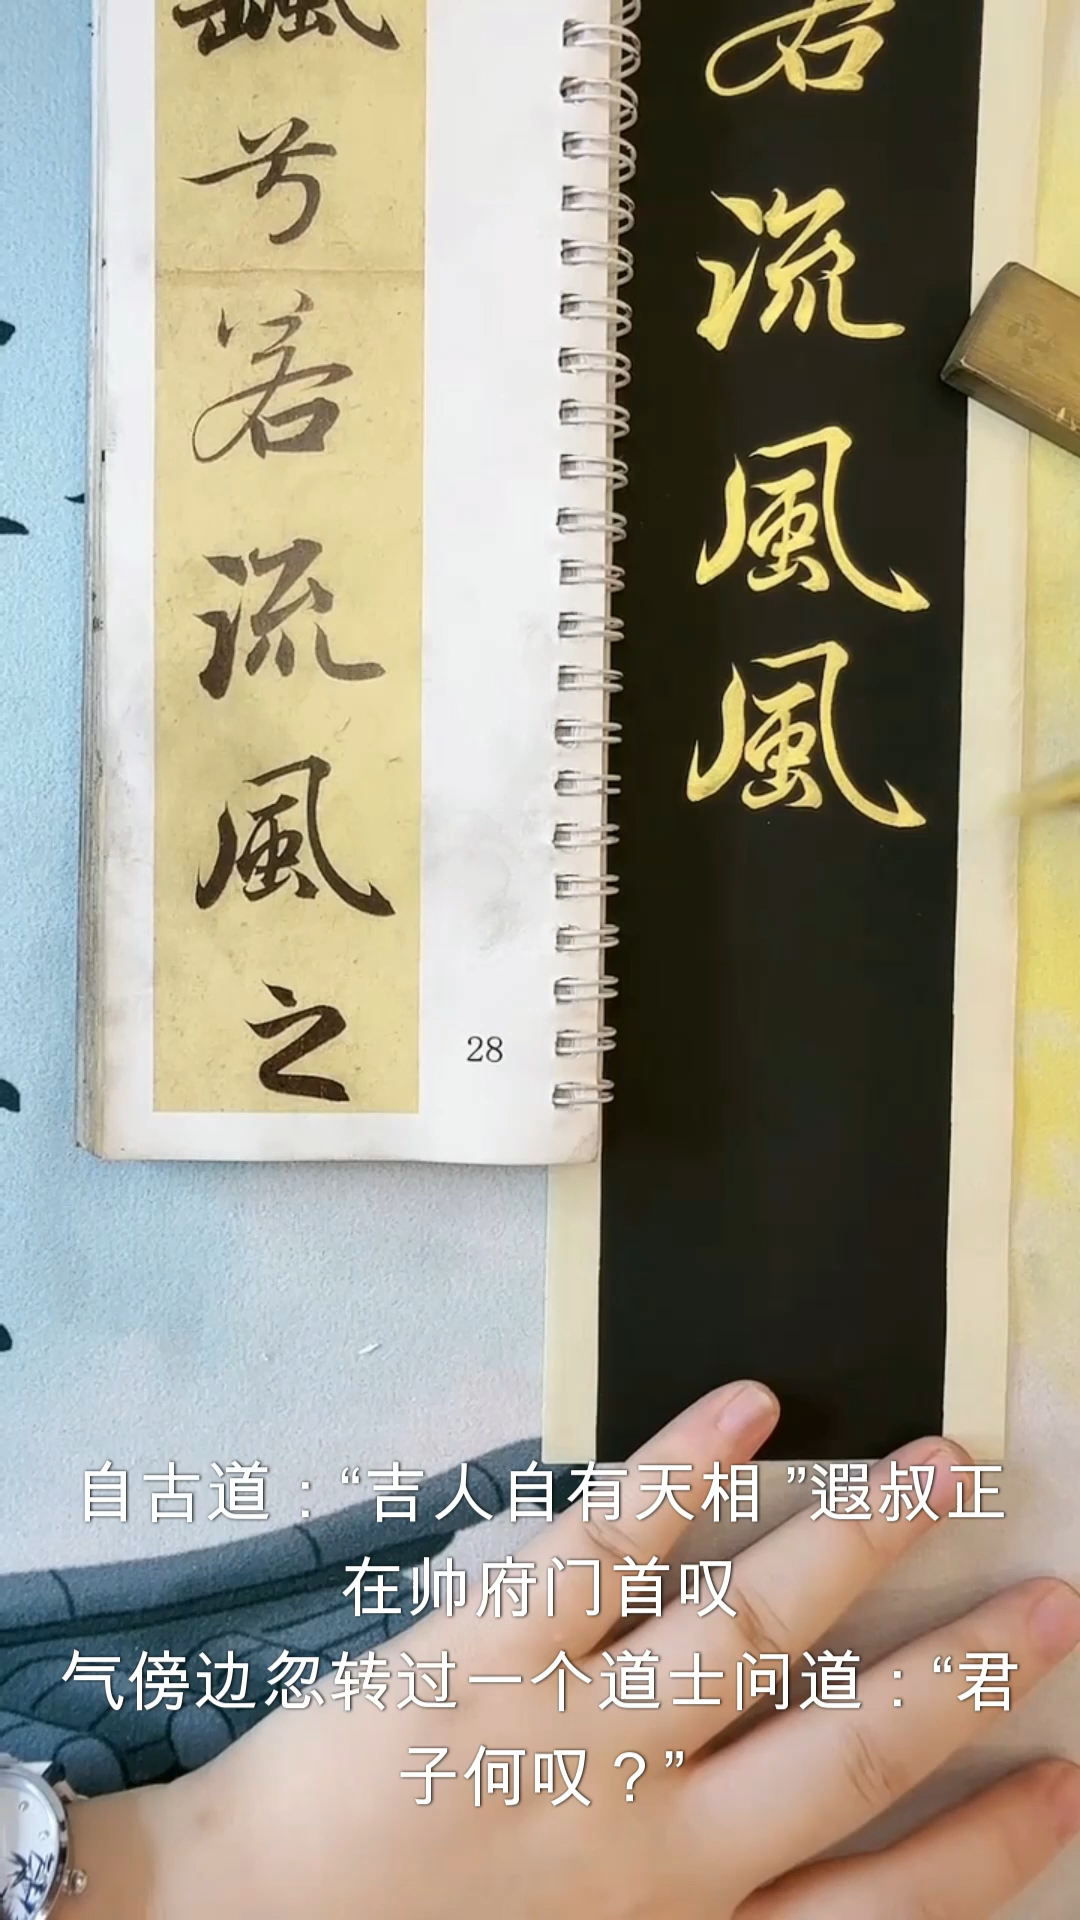 兮若流風之
28
若流風風
自古道：“吉人自有天相 ”遐叔正
在帅府门首叹
气傍边忽转过一个道士问道：“君
子何叹？”